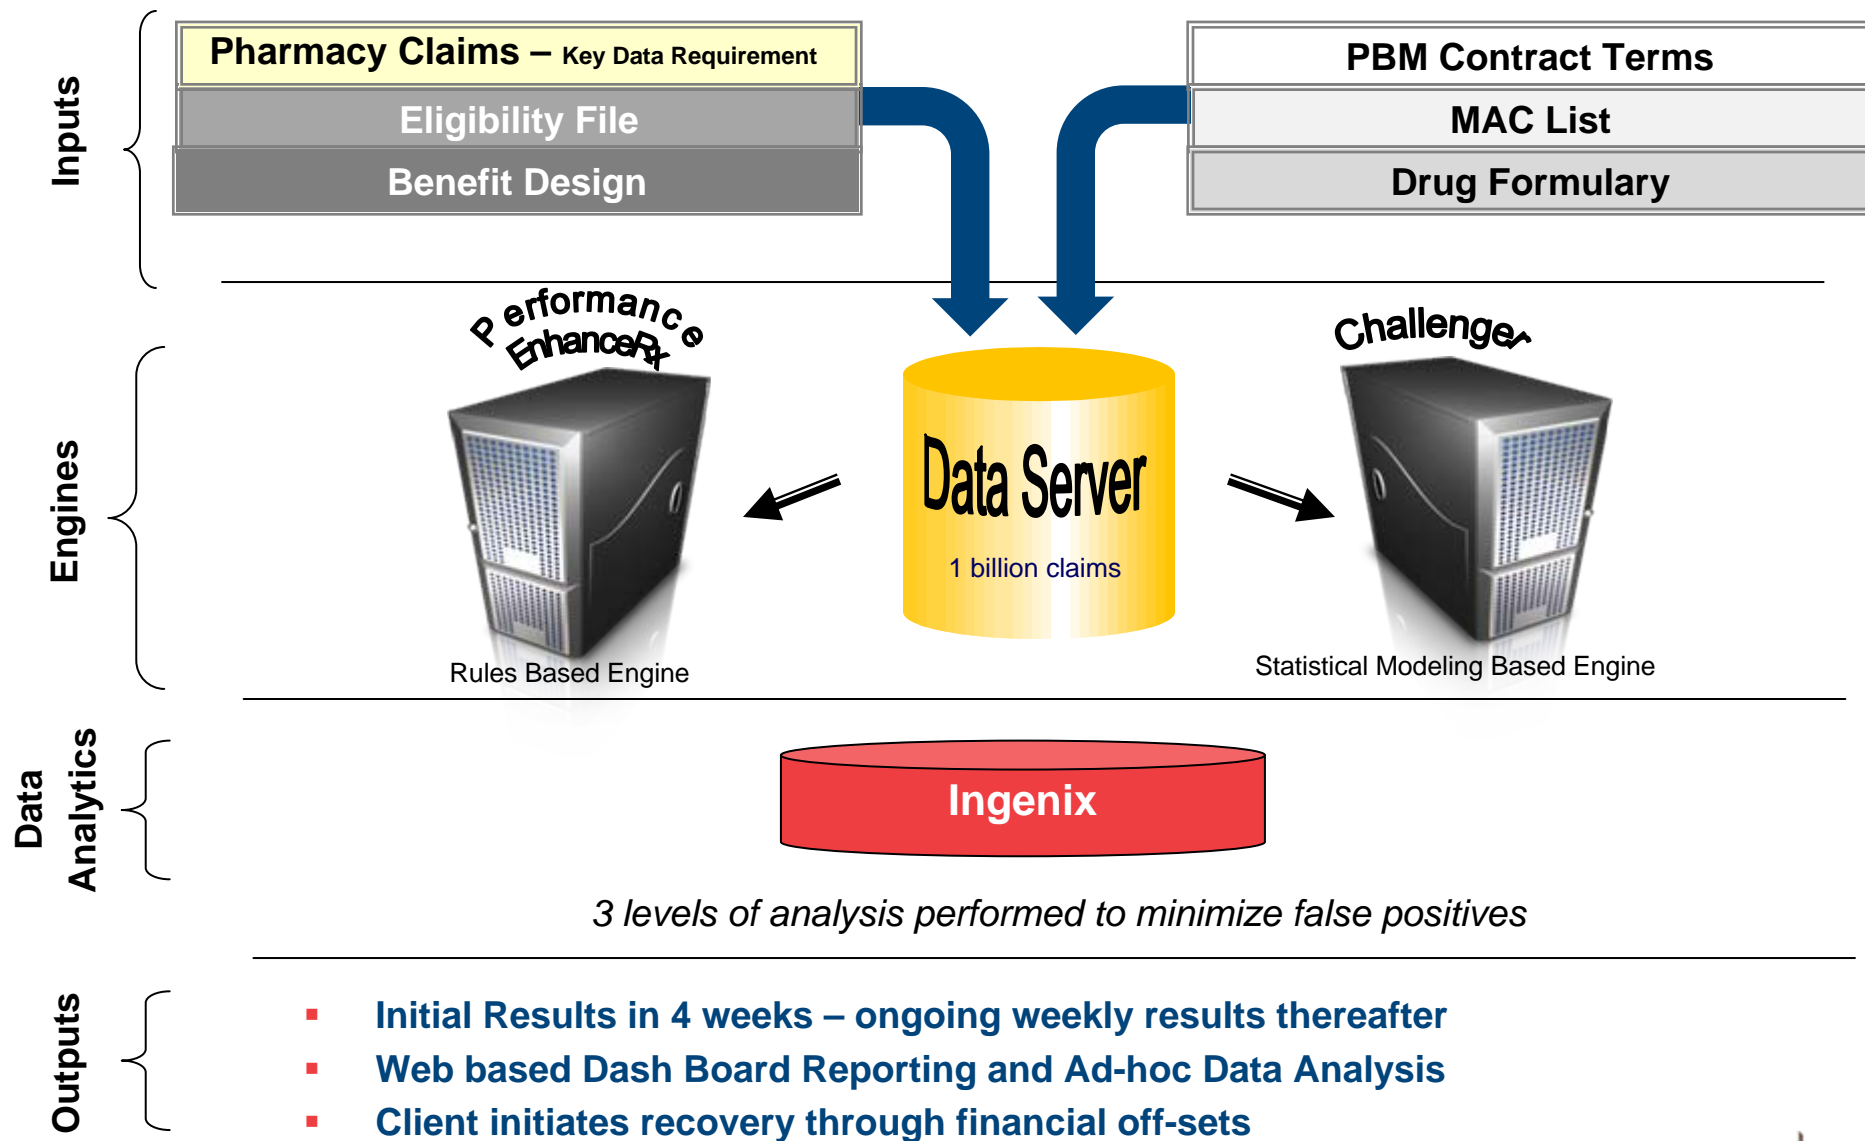 Inputs
Pharmacy Claims – Key Data Requirement
Eligibility File
Benefit Design
PBM Contract Terms
MAC List
Drug Formulary
Engines
Performance
EnhanceRx
Rules Based Engine
Data Server
1 billion claims
Challenger
Statistical Modeling Based Engine
Data
Analytics
Ingenix
3 levels of analysis performed to minimize false positives
Outputs
▪ Initial Results in 4 weeks – ongoing weekly results thereafter
▪ Web based Dash Board Reporting and Ad-hoc Data Analysis
▪ Client initiates recovery through financial off-sets